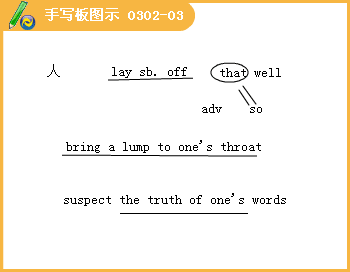 手写板图示 0302-03
人 lay sb. off that well
adv so
bring a lump to one's throat
suspect the truth of one's words